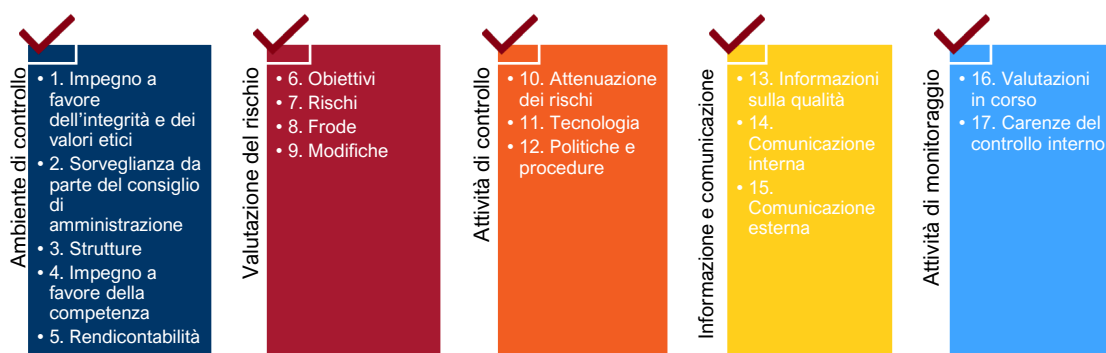 Ambiente di controllo
• 1. Impegno a
favore
dell'integrità e dei
valori etici
• 2. Sorveglianza da
parte del consiglio
di
amministrazione
• 3. Strutture
• 4. Impegno a
favore della
competenza
• 5. Rendicontabilità
Valutazione del rischio
• 6. Obiettivi
• 7. Rischi
• 8. Frode
• 9. Modifiche
Attività di controllo
• 10. Attenuazione
dei rischi
• 11. Tecnologia
• 12. Politiche e
procedure
Informazione e comunicazione
• 13. Informazioni
sulla qualità
• 14.
Comunicazione
interna
• 15.
Comunicazione
esterna
Attività di monitoraggio
• 16. Valutazioni
in corso
• 17. Carenze del
controllo interno